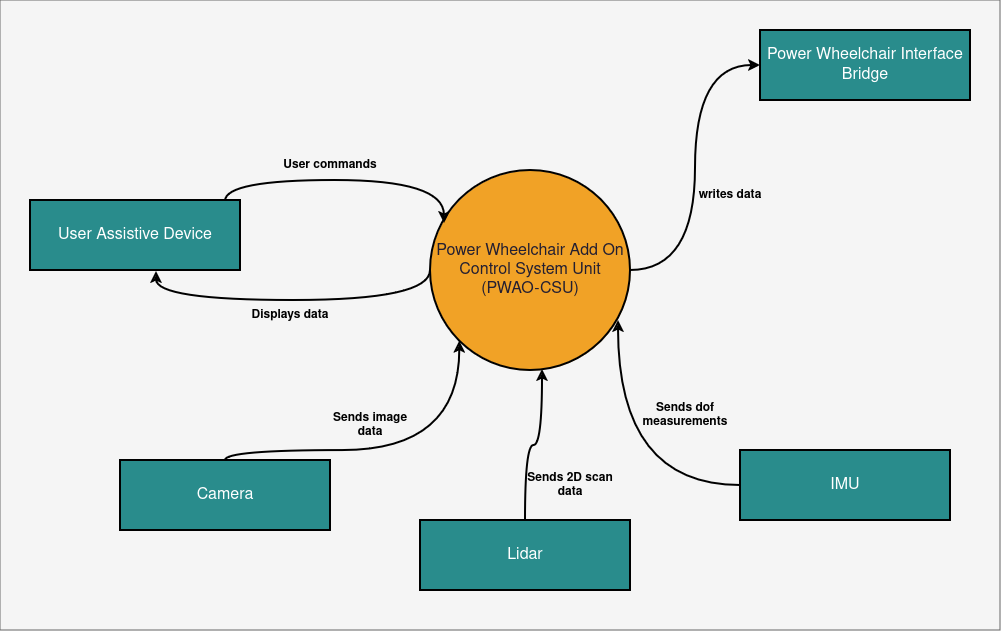 Power Wheelchair Interface
Bridge
User commands
writes data
User Assistive Device
Power Wheelchair Add On
Control System Unit
(PWAO-CSU)
Displays data
Sends image
data
Sends dof
measurements
Camera
Sends 2D scan
data
IMU
Lidar